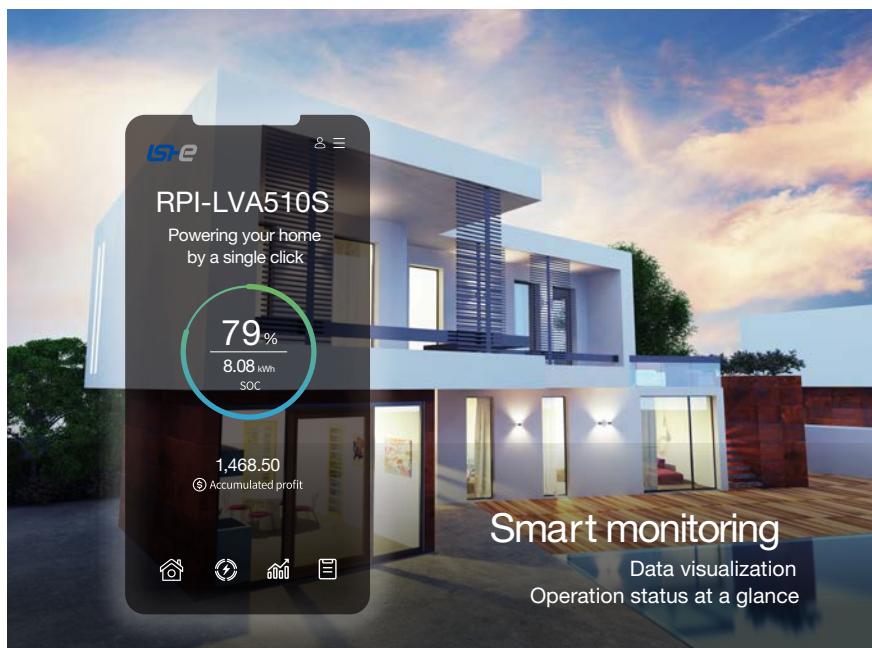 RPI-LVA510S
Powering your home
by a single click
79%
8.08 kWh
SOC
1,468.50
Accumulated profit
Smart monitoring
Data visualization
Operation status at a glance